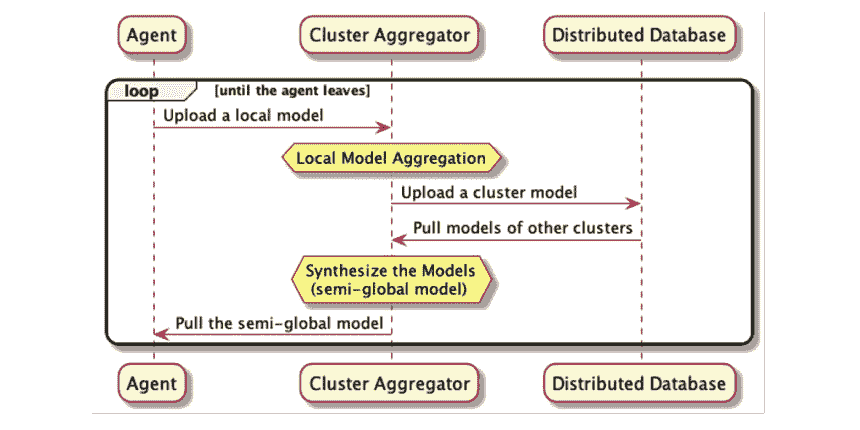 Agent
Cluster Aggregator
Distributed Database
loop
[until the agent leaves]
Upload a local model
Local Model Aggregation
Upload a cluster model
Pull models of other clusters
Synthesize the Models
(semi-global model)
Pull the semi-global model
Agent
Cluster Aggregator
Distributed Database